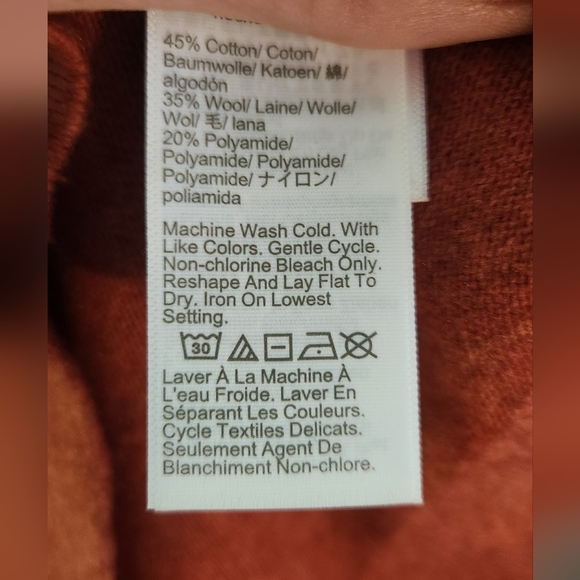 45% Cotton/ Coton/
Baumwolle/ Katoen/ 綿/
algodón
35% Wool/ Laine/ Wolle/
Wol/ 毛/ lana
20% Polyamide/
Polyamide/ Polyamide/
Polyamide/ ナイロン/
poliamida
Machine Wash Cold. With
Like Colors. Gentle Cycle.
Non-chlorine Bleach Only.
Reshape And Lay Flat To
Dry. Iron On Lowest
Setting.
30
Laver À La Machine À
L'eau Froide. Laver En
Séparant Les Couleurs.
Cycle Textiles Delicats.
Seulement Agent De
Blanchiment Non-chlore.